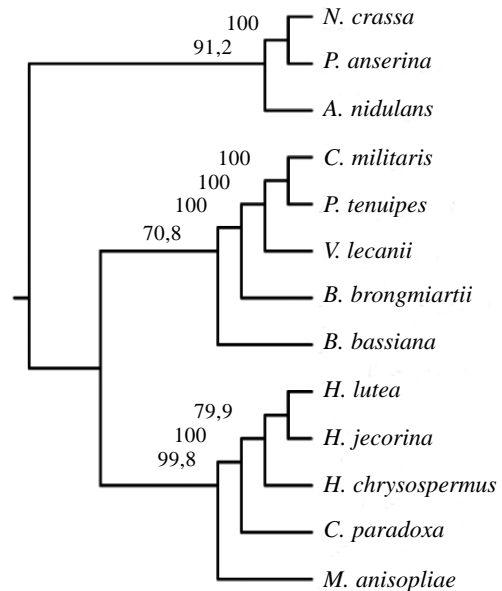 N. crassa
100
91,2
P. anserina
A. nidulans
C. militaris
100
100
P. tenuipes
100
70,8
V. lecanii
B. brongmiartii
B. bassiana
H. lutea
79,9
100
H. jecorina
99,8
H. chrysospermus
C. paradoxa
M. anisopliae